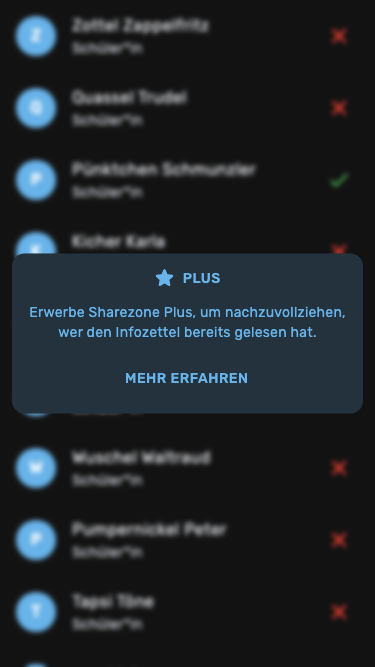 Z
Zottel Zappelfritz
Schüler*in
Q
Quassel Trudel
Schüler*in
P
Pünktchen Schmunzler
Schüler*in
Kicher Karla
PLUS
Erwerbe Sharezone Plus, um nachzuvollziehen,
wer den Infozettel bereits gelesen hat.
MEHR ERFAHREN
W
Wuschel Waltraud
Schüler*in
P
Pumpernickel Peter
Schüler*in
T
Tapsi Töne
Schüler*in